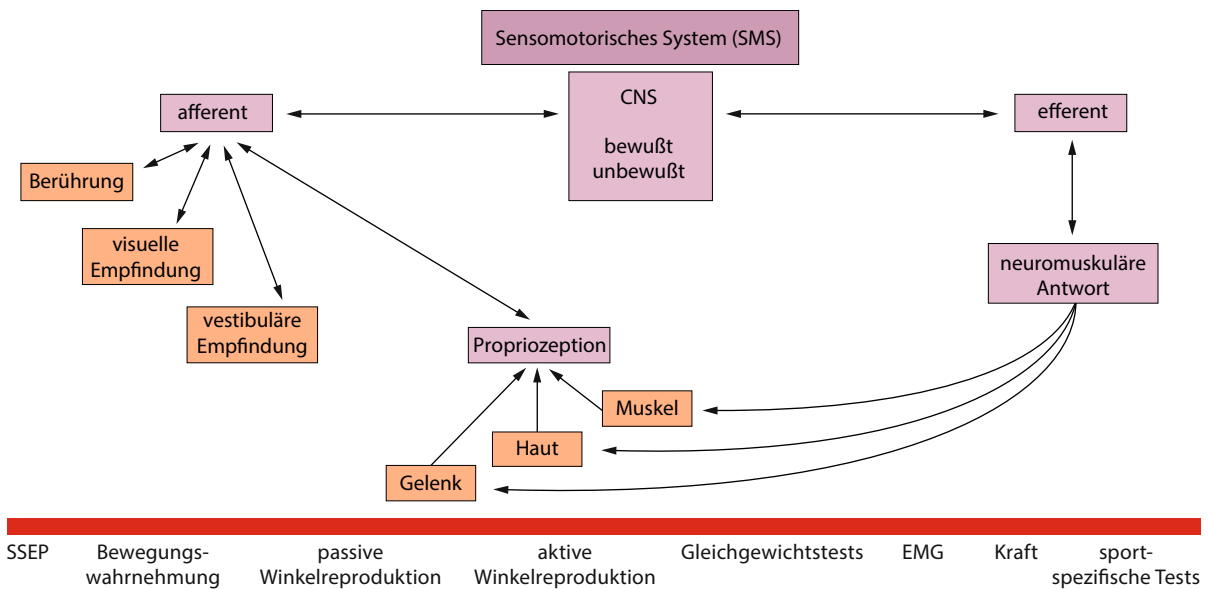 Sensomotorisches System (SMS)
CNS
bewußt
unbewußt
afferent
efferent
Berührung
visuelle
Empfindung
vestibuläre
Empfindung
neuromuskuläre
Antwort
Propriozeption
Muskel
Haut
Gelenk
SSEP
Bewegungs-
wahrnehmung
passive
Winkelreproduktion
aktive
Winkelreproduktion
Gleichgewichtstests
EMG
Kraft
sport-
spezifische Tests